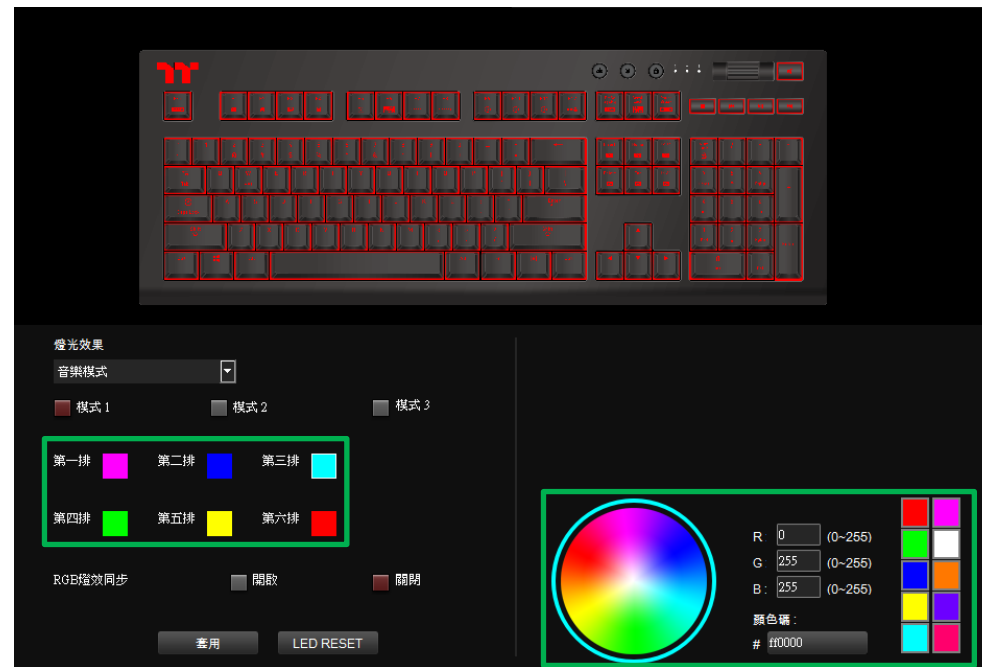 燈光效果
音樂模式
模式 1 模式 2 模式 3
第一排 第二排 第三排
第四排 第五排 第六排
RGB燈效同步 開啟 關閉
套用 LED RESET
R 0 (0~255)
G 255 (0~255)
B : 255 (0~255)
顏色碼 :
# ff0000